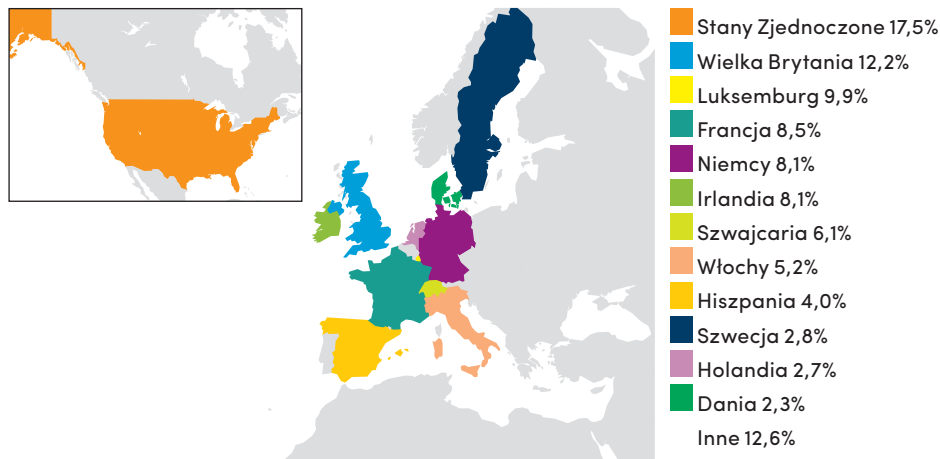 Stany Zjednoczone 17,5%
Wielka Brytania 12,2%
Luksemburg 9,9%
Francja 8,5%
Niemcy 8,1%
Irlandia 8,1%
Szwajcaria 6,1%
Włochy 5,2%
Hiszpania 4,0%
Szwecja 2,8%
Holandia 2,7%
Dania 2,3%
Inne 12,6%